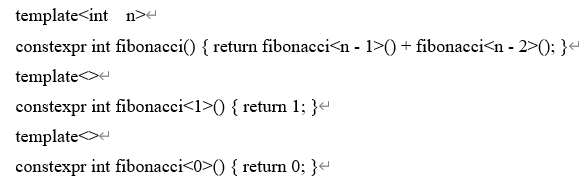 template<int    n>
constexpr int fibonacci() { return fibonacci<n - 1>() + fibonacci<n - 2>(); }
template<>
constexpr int fibonacci<1>() { return 1; }
template<>
constexpr int fibonacci<0>() { return 0; }